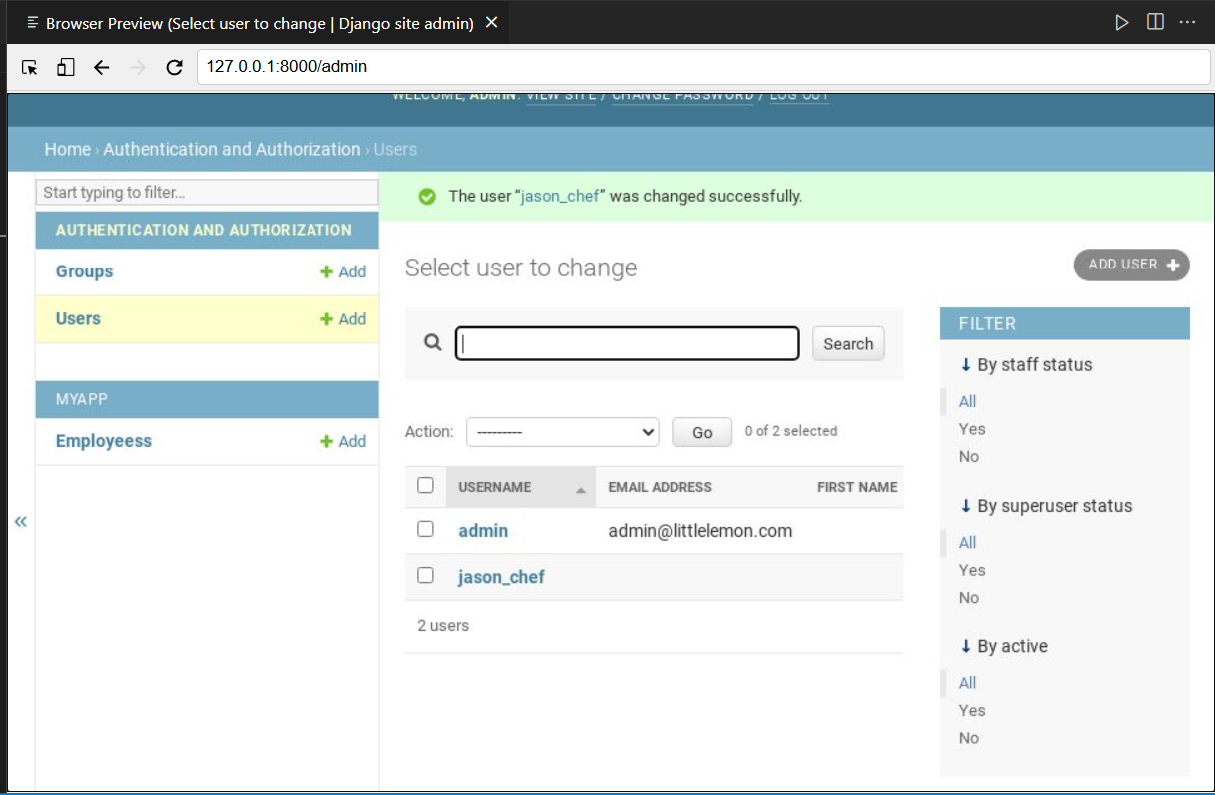 Browser Preview (Select user to change | Django site admin)
127.0.0.1:8000/admin
WELCOME, ADMIN. VIEW SITE / CHANGE PASSWORD / LOG OUT
Home › Authentication and Authorization › Users
Start typing to filter...
AUTHENTICATION AND AUTHORIZATION
Groups + Add
Users + Add
MYAPP
Employeess + Add
«
The user “jason_chef” was changed successfully.
Select user to change
ADD USER +
Search
Action: --------- Go 0 of 2 selected
USERNAME EMAIL ADDRESS FIRST NAME
admin admin@littlelemon.com
jason_chef
2 users
FILTER
↓ By staff status
All
Yes
No
↓ By superuser status
All
Yes
No
↓ By active
All
Yes
No